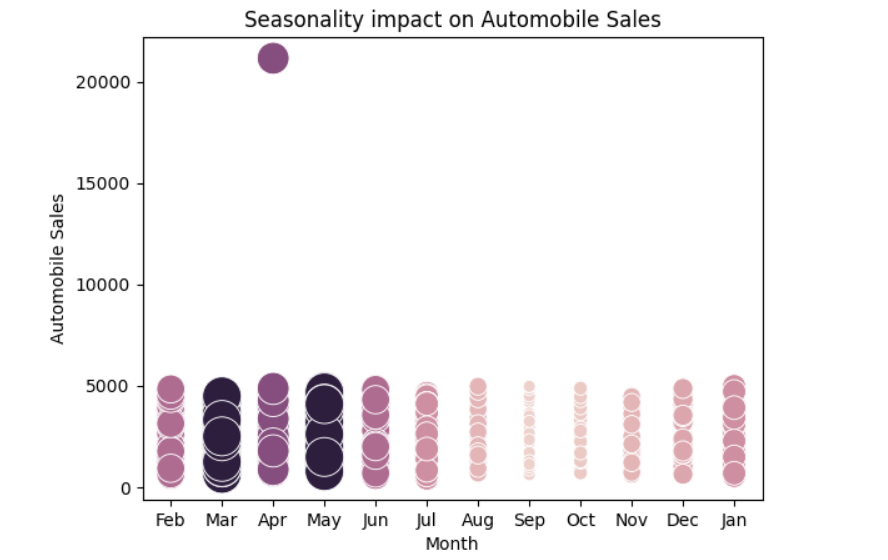 Seasonality impact on Automobile Sales
20000
15000
10000
5000
0
Automobile Sales
Feb Mar Apr May Jun Jul Aug Sep Oct Nov Dec Jan
Month